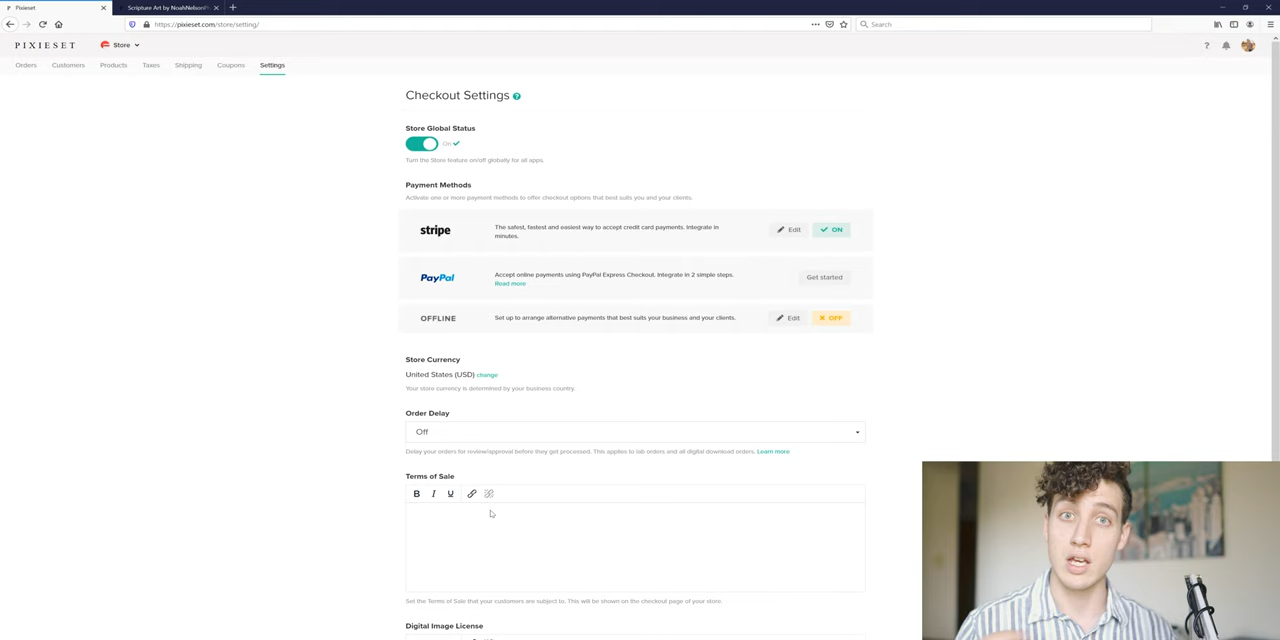 Pixieset
Scripture Art by NoahNelsonP
https://pixieset.com/store/setting/
Search
PIXIESET
Store
Orders
Customers
Products
Taxes
Shipping
Coupons
Settings
Checkout Settings
Store Global Status
On
Turn the Store feature on/off globally for all apps.
Payment Methods
Activate one or more payment methods to offer checkout options that best suits you and your clients.
stripe
The safest, fastest and easiest way to accept credit card payments. Integrate in
minutes.
Edit
ON
PayPal
Accept online payments using PayPal Express Checkout. Integrate in 2 simple steps.
Read more
Get started
OFFLINE
Set up to arrange alternative payments that best suits your business and your clients.
Edit
OFF
Store Currency
United States (USD) change
Your store currency is determined by your business country.
Order Delay
Off
Delay your orders for review/approval before they get processed. This applies to lab orders and all digital download orders. Learn more
Terms of Sale
B I U
Set the Terms of Sale that your customers are subject to. This will be shown on the checkout page of your store.
Digital Image License